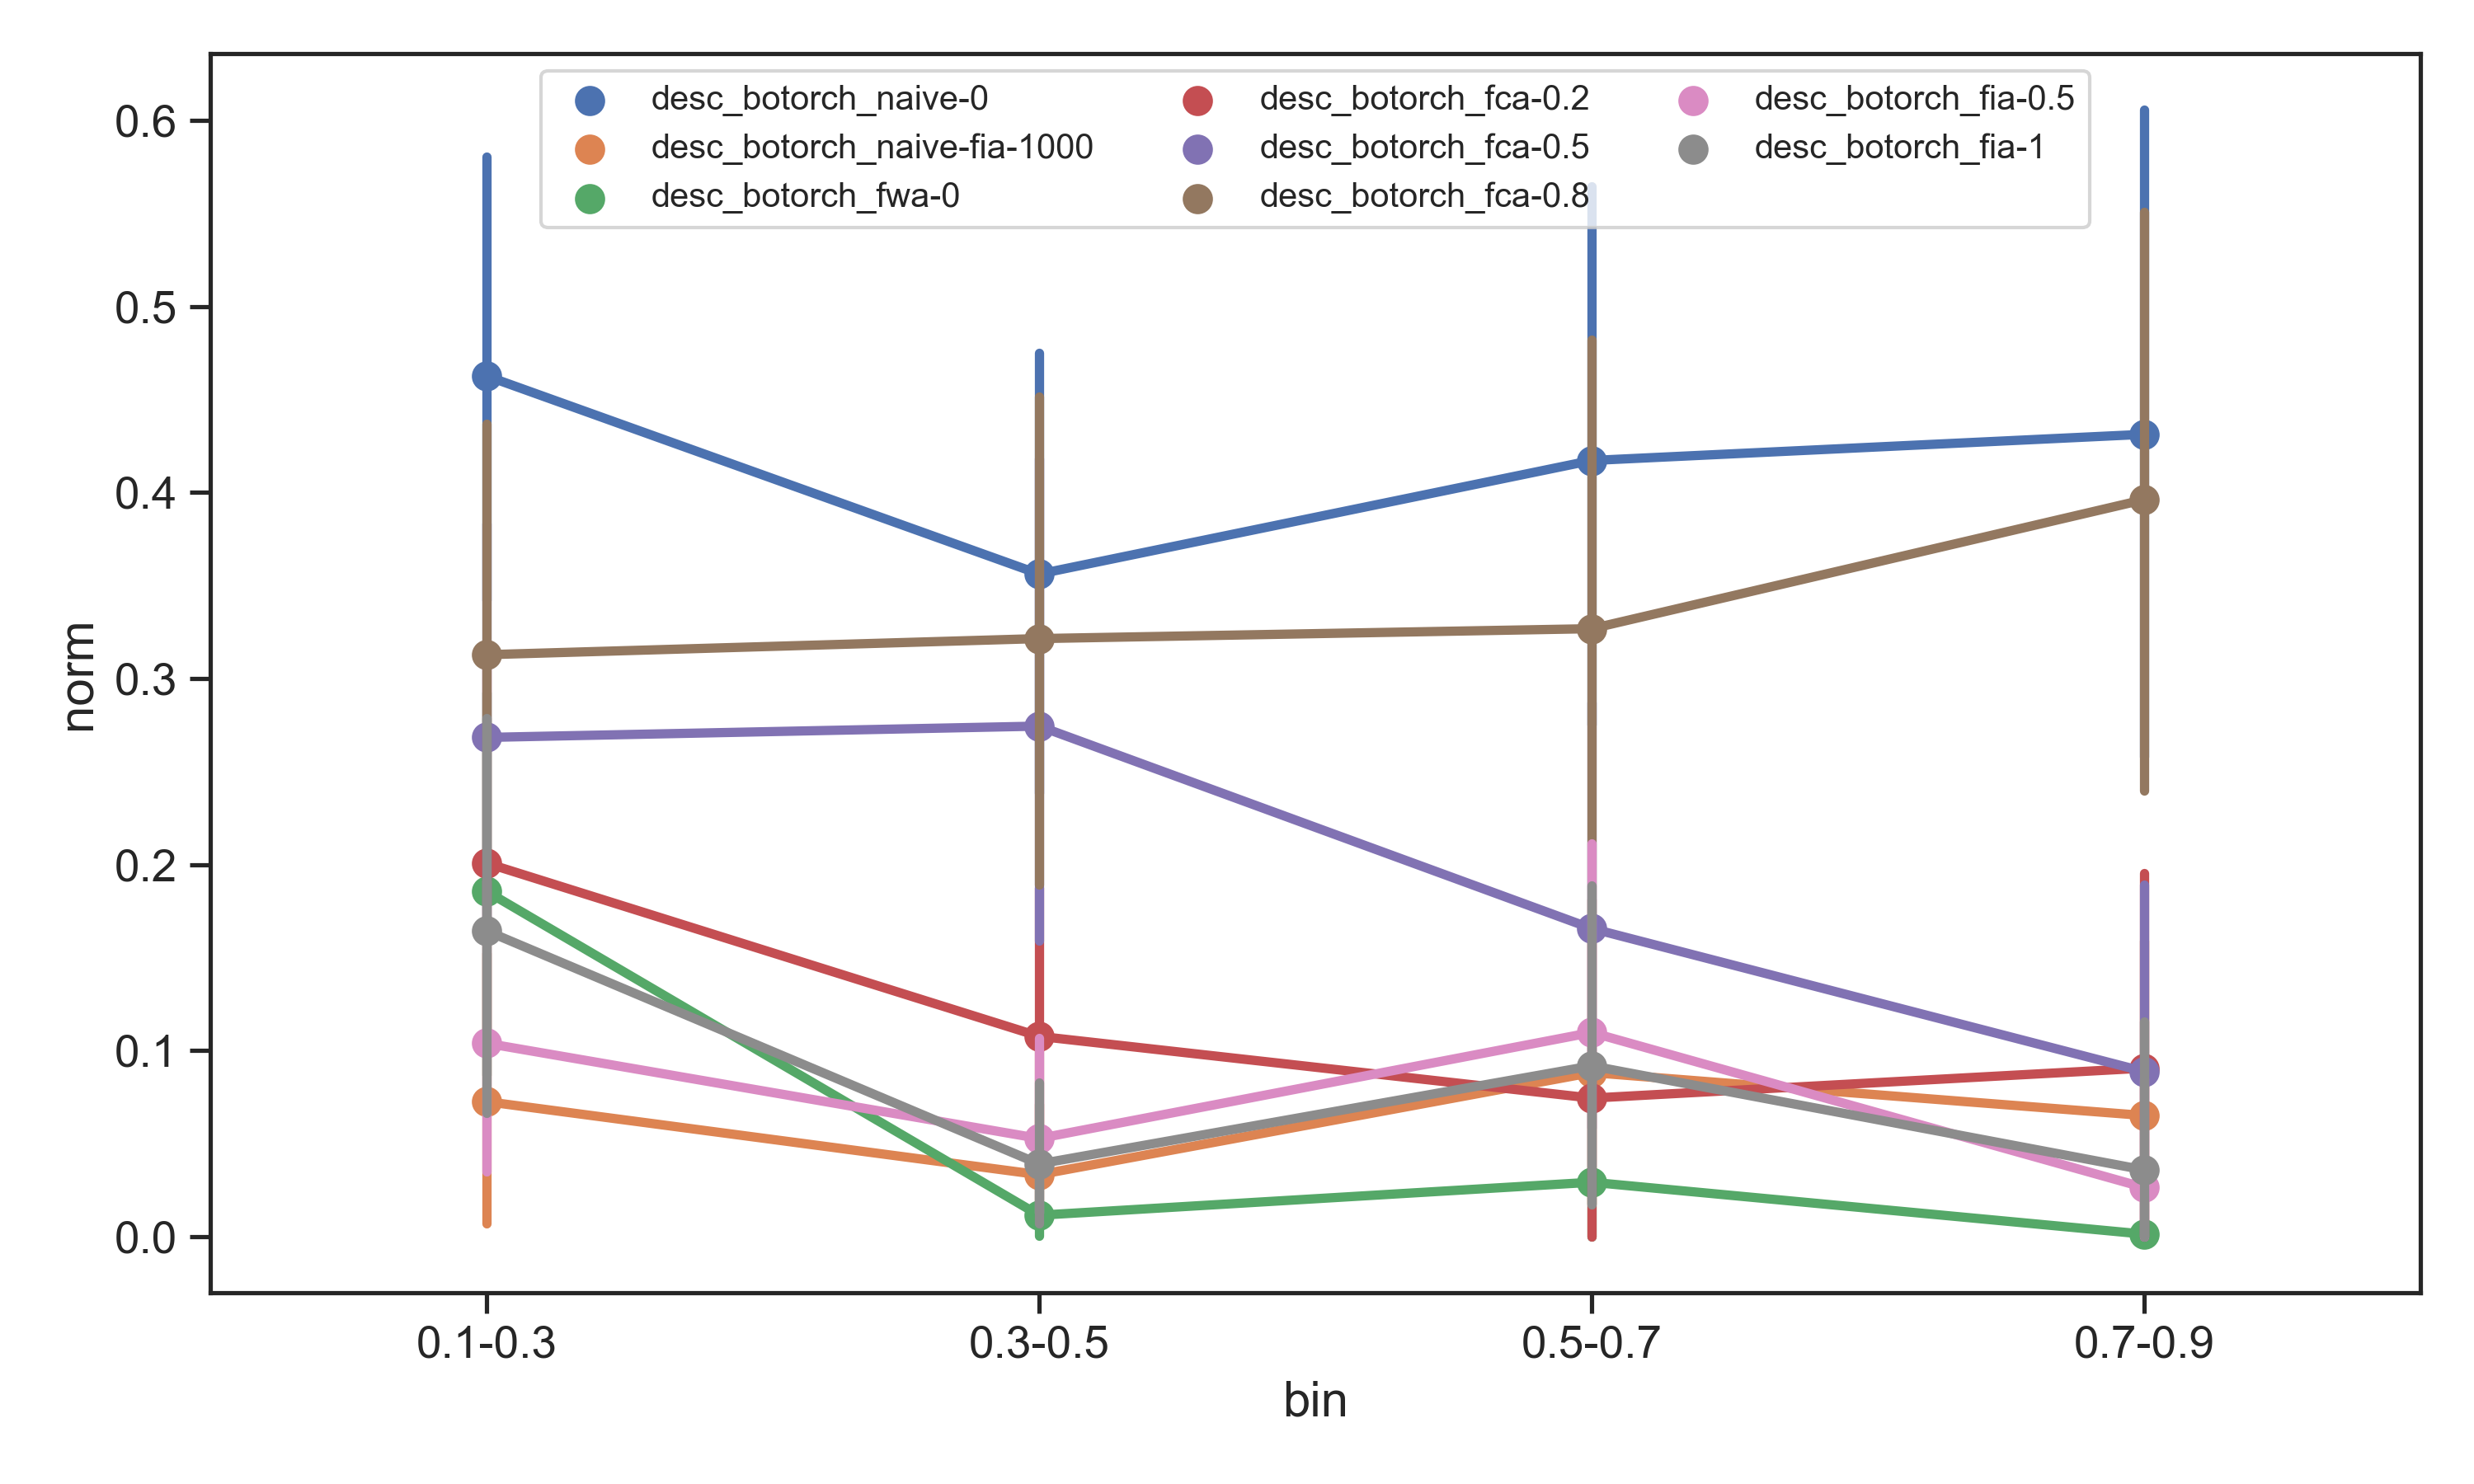 desc_botorch_naive-0
desc_botorch_naive-fia-1000
desc_botorch_fwa-0
desc_botorch_fca-0.2
desc_botorch_fca-0.5
desc_botorch_fca-0.8
desc_botorch_fia-0.5
desc_botorch_fia-1
norm
0.6
0.5
0.4
0.3
0.2
0.1
0.0
0.1-0.3
0.3-0.5
0.5-0.7
0.7-0.9
bin